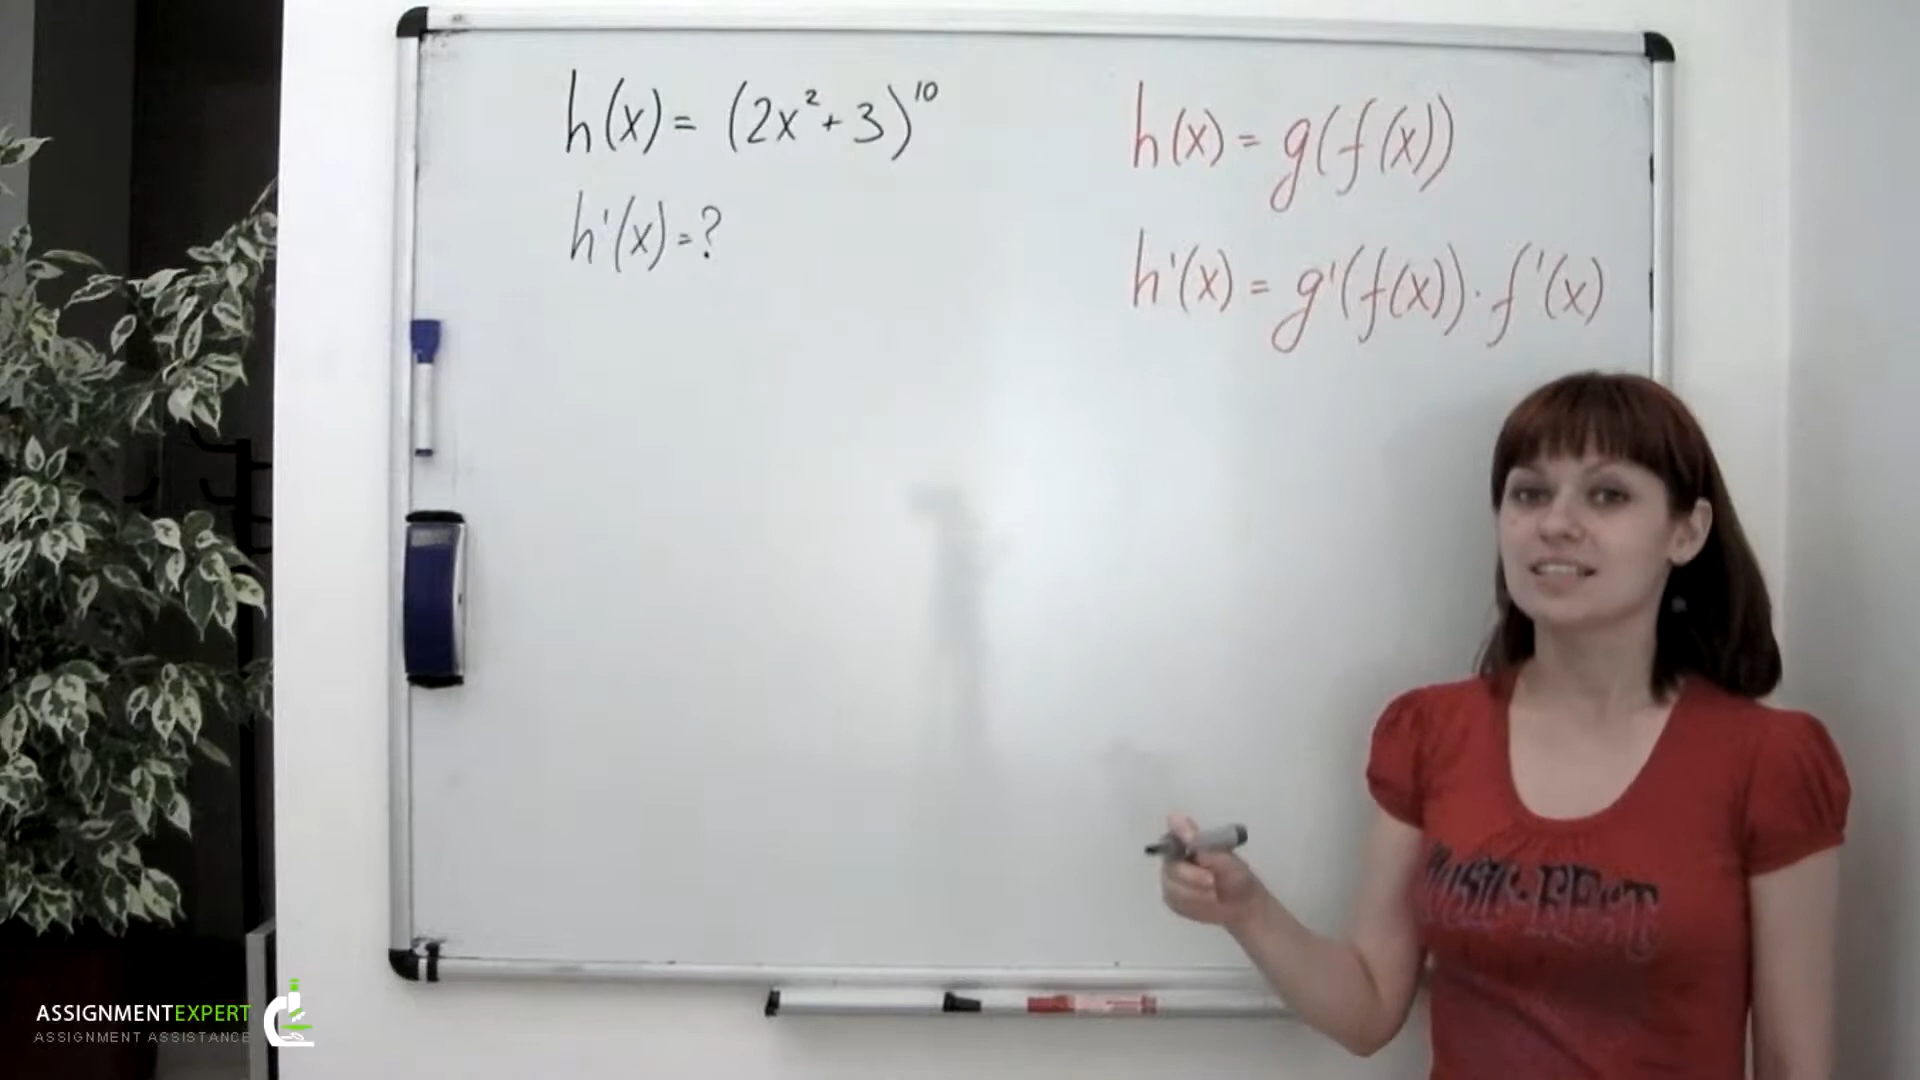 h(x) = (2x²+3)¹⁰
h'(x) = ?
h(x) = g(f(x))
h'(x) = g'(f(x)) · f'(x)
ASSIGNMENTEXPERT
ASSIGNMENT ASSISTANCE